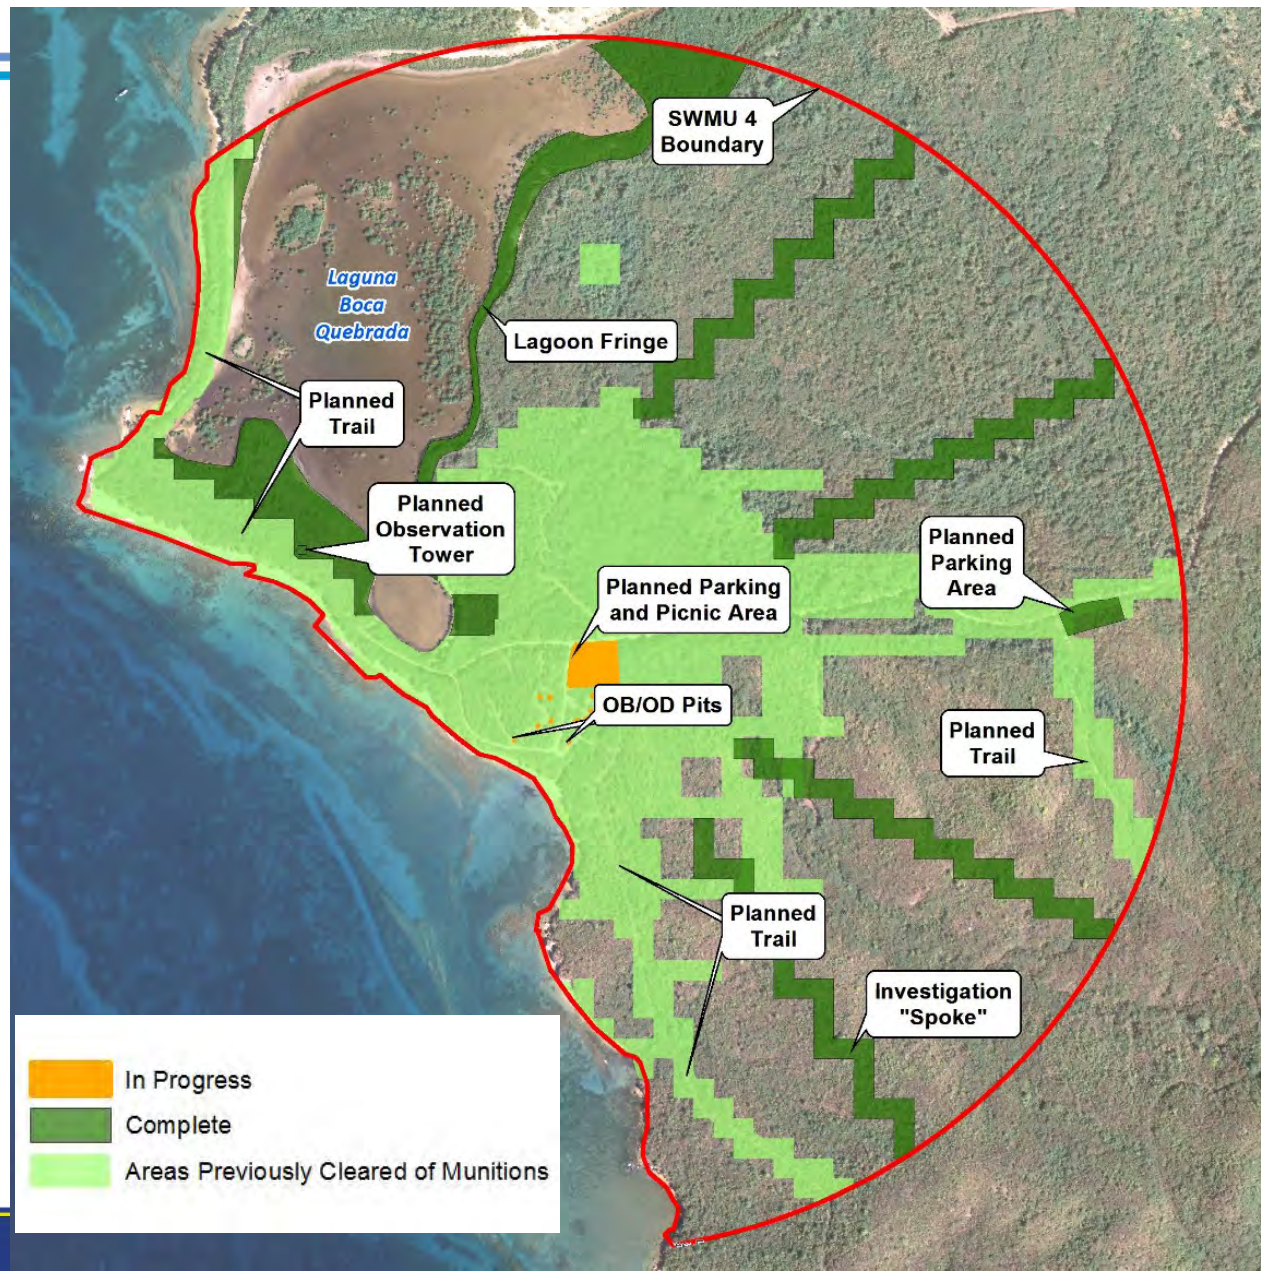 SWMU 4
Boundary
Laguna
Boca
Quebrada
Lagoon Fringe
Planned
Trail
Planned
Observation
Tower
Planned
Parking
Area
Planned Parking
and Picnic Area
OB/OD Pits
Planned
Trail
Planned
Trail
Investigation
"Spoke"
In Progress
Complete
Areas Previously Cleared of Munitions